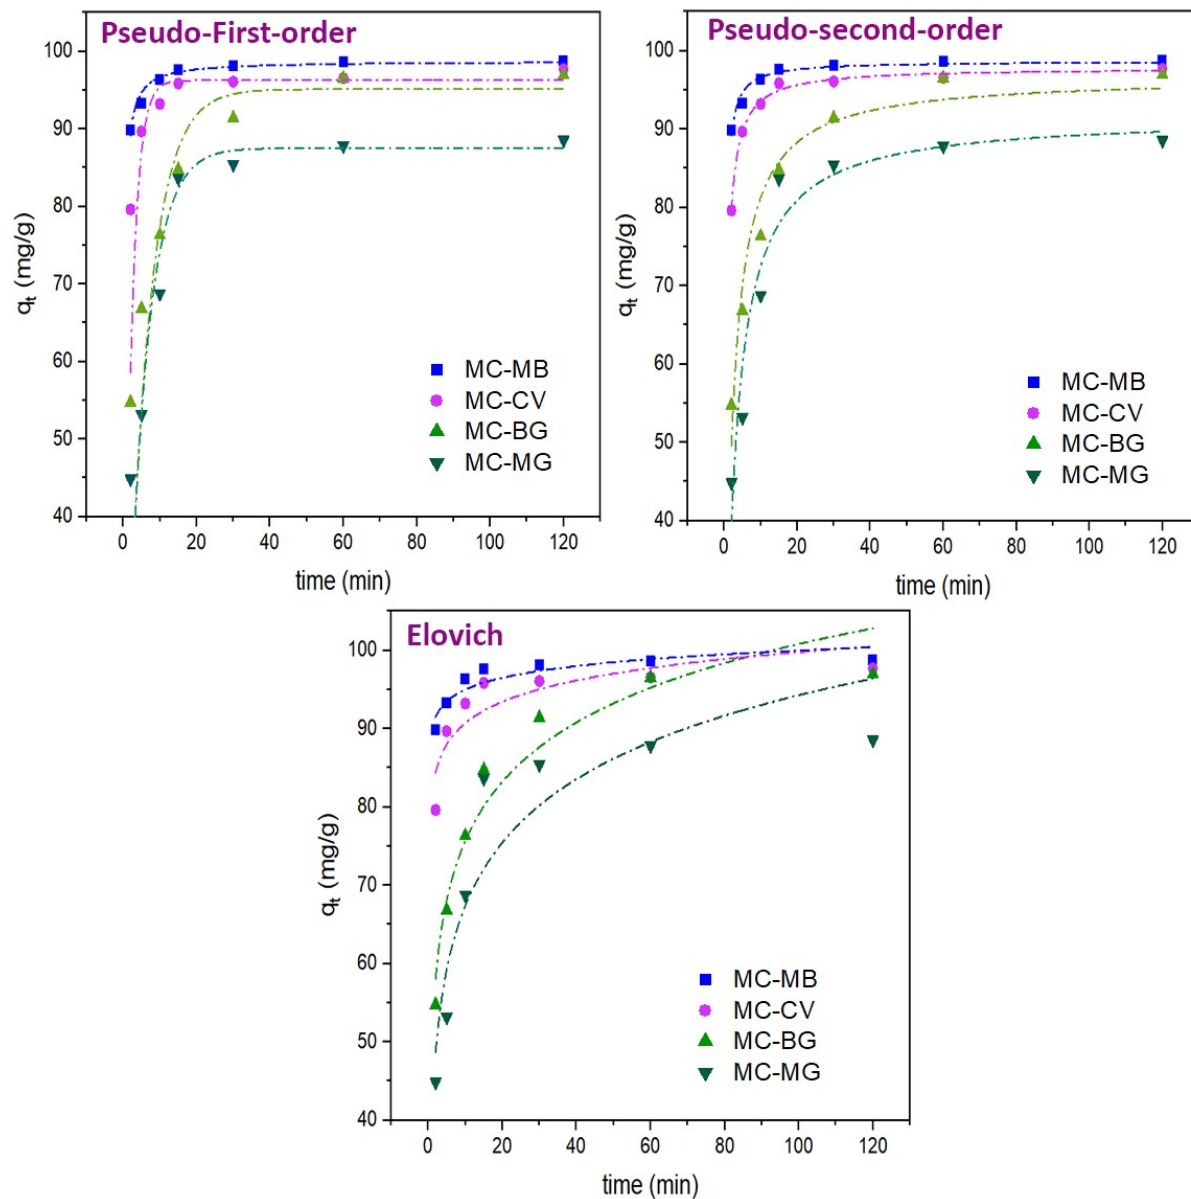 Pseudo-First-order
100
90
80
70
60
50
40
q_t (mg/g)
MC-MB
MC-CV
MC-BG
MC-MG
0 20 40 60 80 100 120
time (min)
Pseudo-second-order
100
90
80
70
60
50
40
q_t (mg/g)
MC-MB
MC-CV
MC-BG
MC-MG
0 20 40 60 80 100 120
time (min)
Elovich
100
90
80
70
60
50
40
q_t (mg/g)
MC-MB
MC-CV
MC-BG
MC-MG
0 20 40 60 80 100 120
time (min)